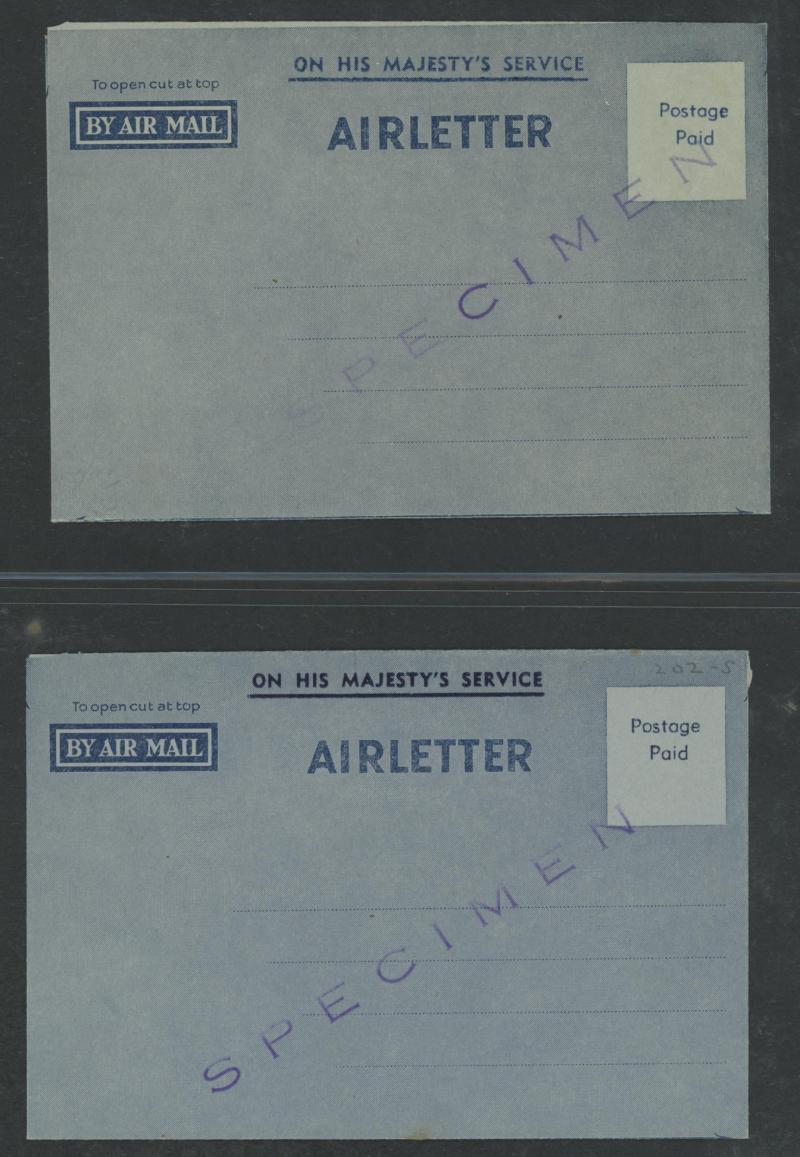 ON HIS MAJESTY'S SERVICE
To open cut at top
BY AIR MAIL
AIRLETTER
Postage
Paid
SPECIMEN
202-5
ON HIS MAJESTY'S SERVICE
To open cut at top
BY AIR MAIL
AIRLETTER
Postage
Paid
SPECIMEN